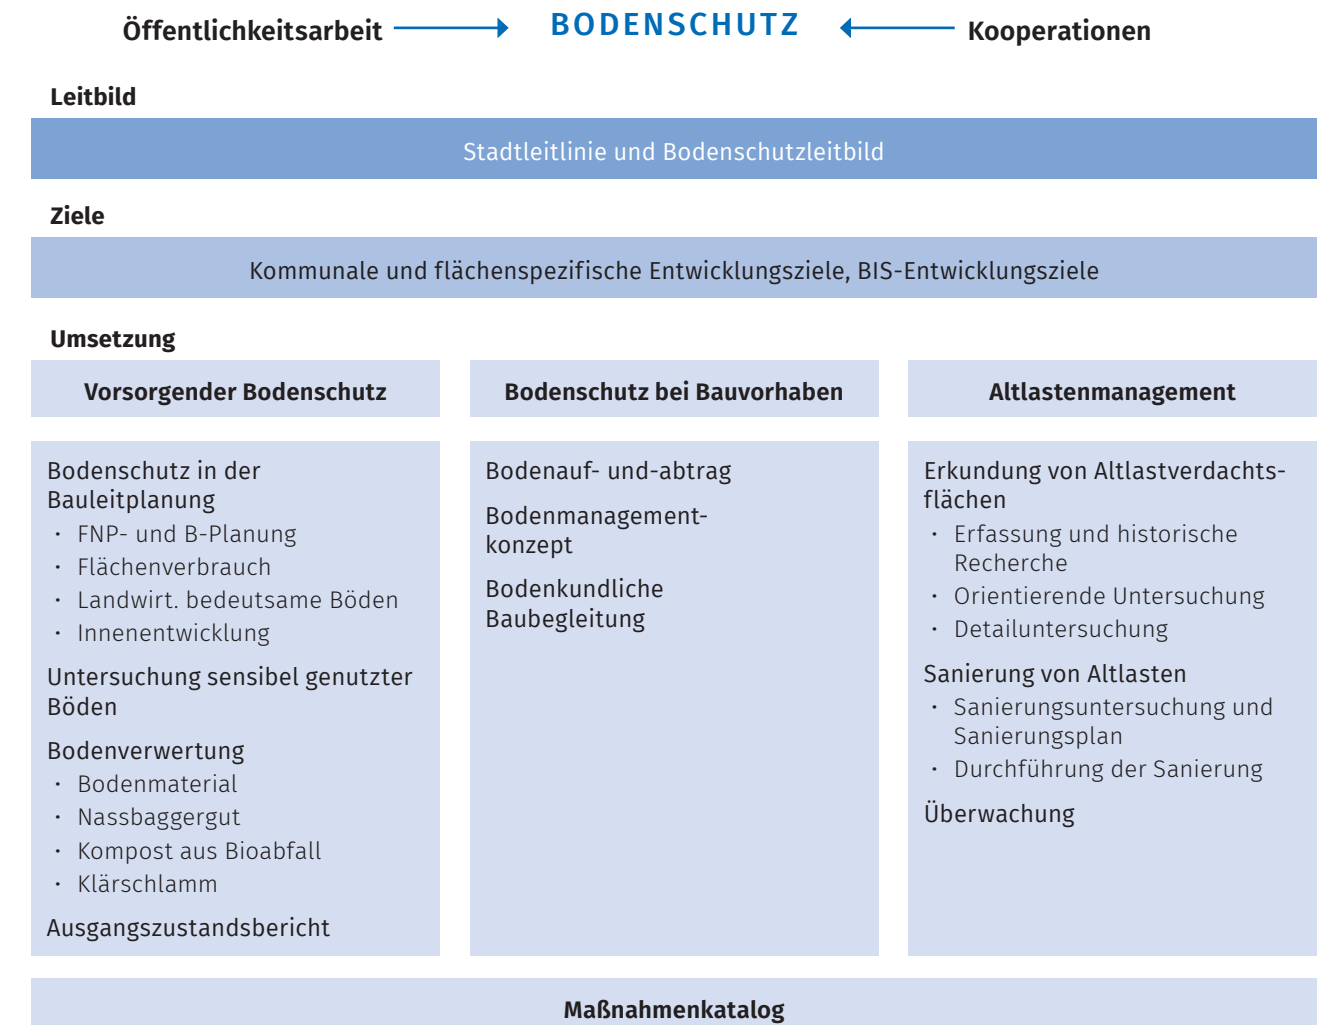 Öffentlichkeitsarbeit
BODENSCHUTZ
Kooperationen
Leitbild
Stadtleitlinie und Bodenschutzleitbild
Ziele
Kommunale und flächenspezifische Entwicklungsziele, BIS-Entwicklungsziele
Umsetzung
Vorsorgender Bodenschutz
Bodenschutz in der
Bauleitplanung
· FNP- und B-Planung
· Flächenverbrauch
· Landwirt. bedeutsame Böden
· Innenentwicklung
Untersuchung sensibel genutzter
Böden
Bodenverwertung
· Bodenmaterial
· Nassbaggergut
· Kompost aus Bioabfall
· Klärschlamm
Ausgangszustandsbericht
Bodenschutz bei Bauvorhaben
Bodenauf- und-abtrag
Bodenmanagement-
konzept
Bodenkundliche
Baubegleitung
Altlastenmanagement
Erkundung von Altlastverdachts-
flächen
· Erfassung und historische
Recherche
· Orientierende Untersuchung
· Detailuntersuchung
Sanierung von Altlasten
· Sanierungsuntersuchung und
Sanierungsplan
· Durchführung der Sanierung
Überwachung
Maßnahmenkatalog